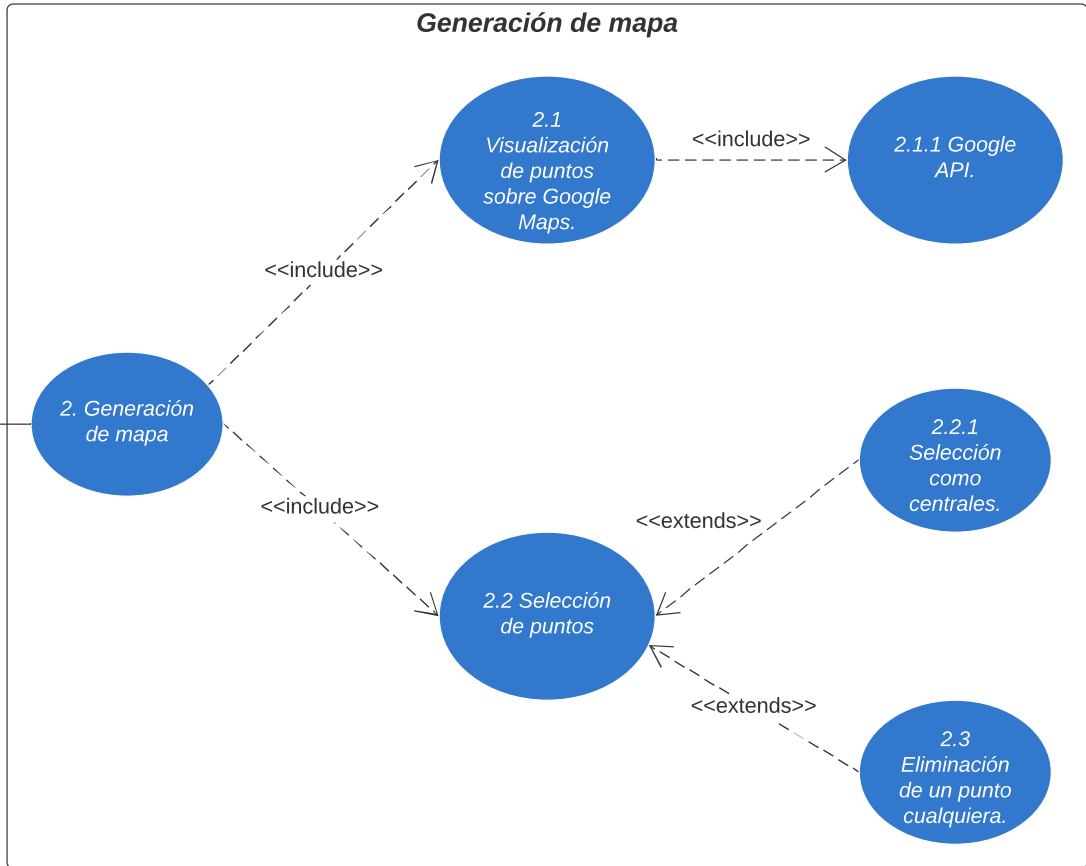 Generación de mapa
2.1
Visualización
de puntos
sobre Google
Maps.
<<include>>
2.1.1 Google
API.
<<include>>
2. Generación
de mapa
2.2.1
Selección
como
centrales.
<<include>>
<<extends>>
2.2 Selección
de puntos
<<extends>>
2.3
Eliminación
de un punto
cualquiera.